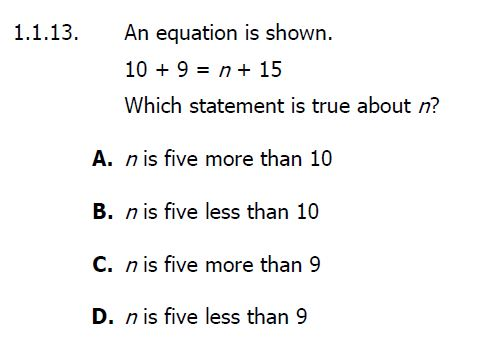 1.1.13. An equation is shown.
10 + 9 = n + 15
Which statement is true about n?
A. n is five more than 10
B. n is five less than 10
C. n is five more than 9
D. n is five less than 9